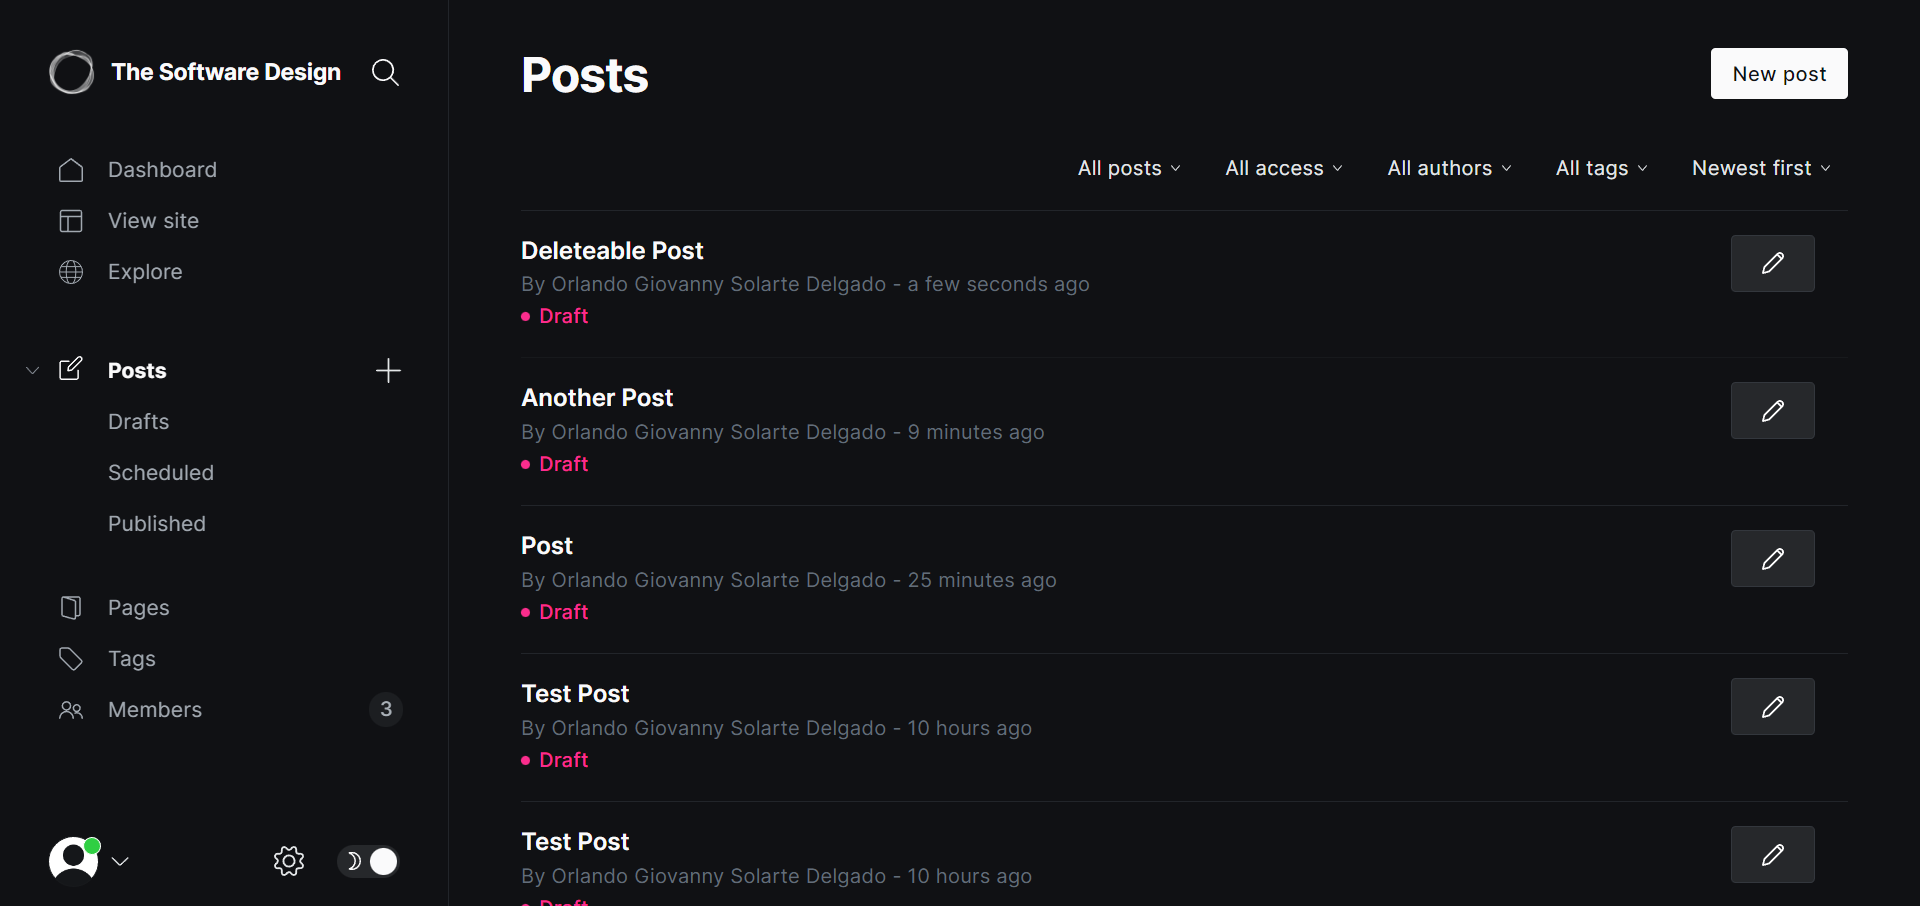 The Software Design
Dashboard
View site
Explore
Posts
Drafts
Scheduled
Published
Pages
Tags
Members
3
Posts
New post
All posts
All access
All authors
All tags
Newest first
Deleteable Post
By Orlando Giovanny Solarte Delgado - a few seconds ago
Draft
Another Post
By Orlando Giovanny Solarte Delgado - 9 minutes ago
Draft
Post
By Orlando Giovanny Solarte Delgado - 25 minutes ago
Draft
Test Post
By Orlando Giovanny Solarte Delgado - 10 hours ago
Draft
Test Post
By Orlando Giovanny Solarte Delgado - 10 hours ago
Draft